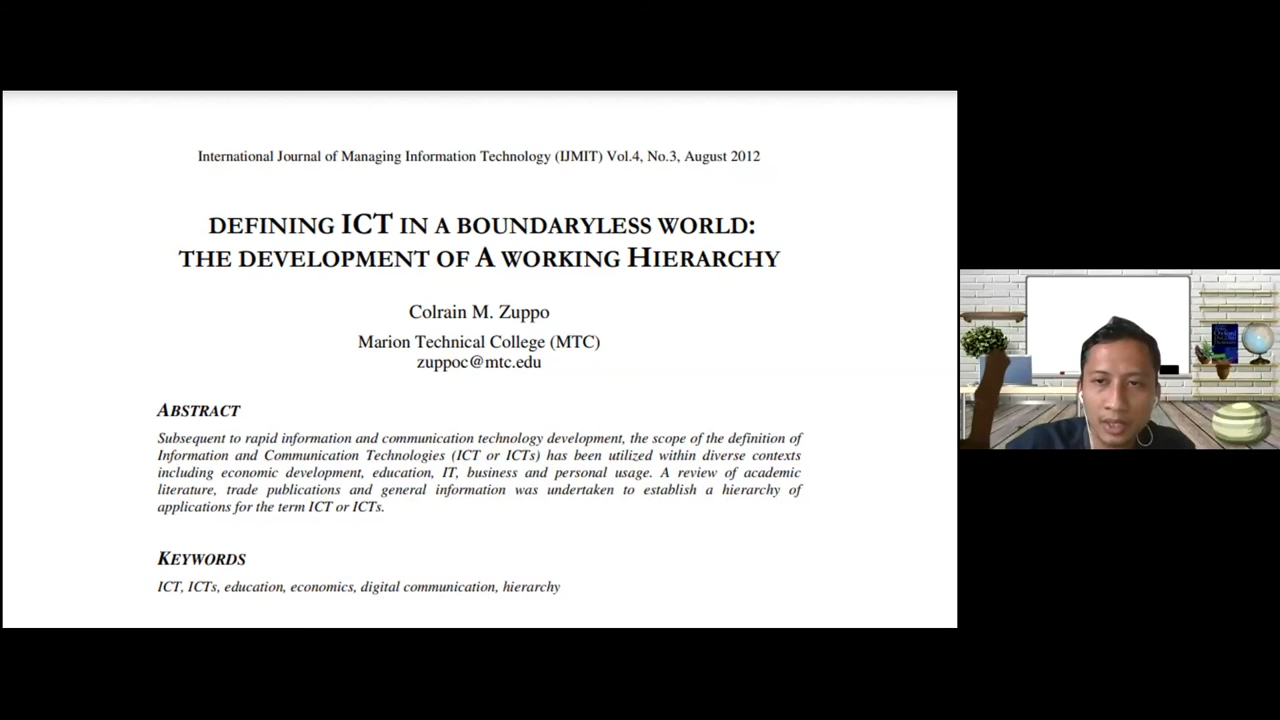 International Journal of Managing Information Technology (IJMIT) Vol.4, No.3, August 2012
DEFINING ICT IN A BOUNDARYLESS WORLD:
THE DEVELOPMENT OF A WORKING HIERARCHY
Colrain M. Zuppo
Marion Technical College (MTC)
zuppoc@mtc.edu
ABSTRACT
Subsequent to rapid information and communication technology development, the scope of the definition of
Information and Communication Technologies (ICT or ICTs) has been utilized within diverse contexts
including economic development, education, IT, business and personal usage. A review of academic
literature, trade publications and general information was undertaken to establish a hierarchy of
applications for the term ICT or ICTs.
KEYWORDS
ICT, ICTs, education, economics, digital communication, hierarchy